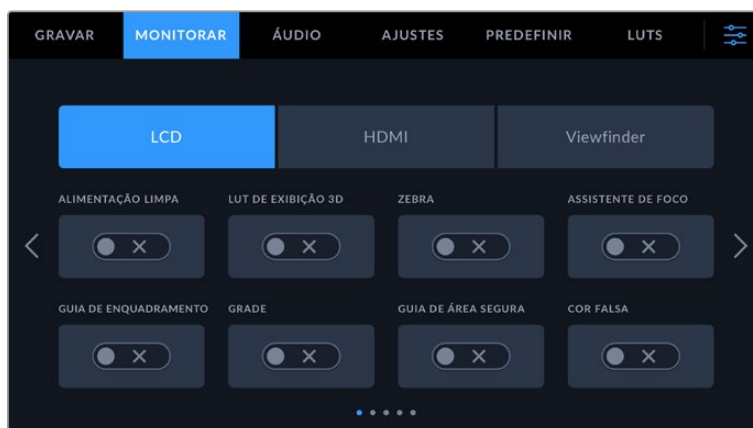 GRAVAR MONITORAR ÁUDIO AJUSTES PREDEFINIR LUTS
LCD HDMI Viewfinder
ALIMENTAÇÃO LIMPA LUT DE EXIBIÇÃO 3D ZEBRA ASSISTENTE DE FOCO
GUIA DE ENQUADRAMENTO GRADE GUIA DE ÁREA SEGURA COR FALSA